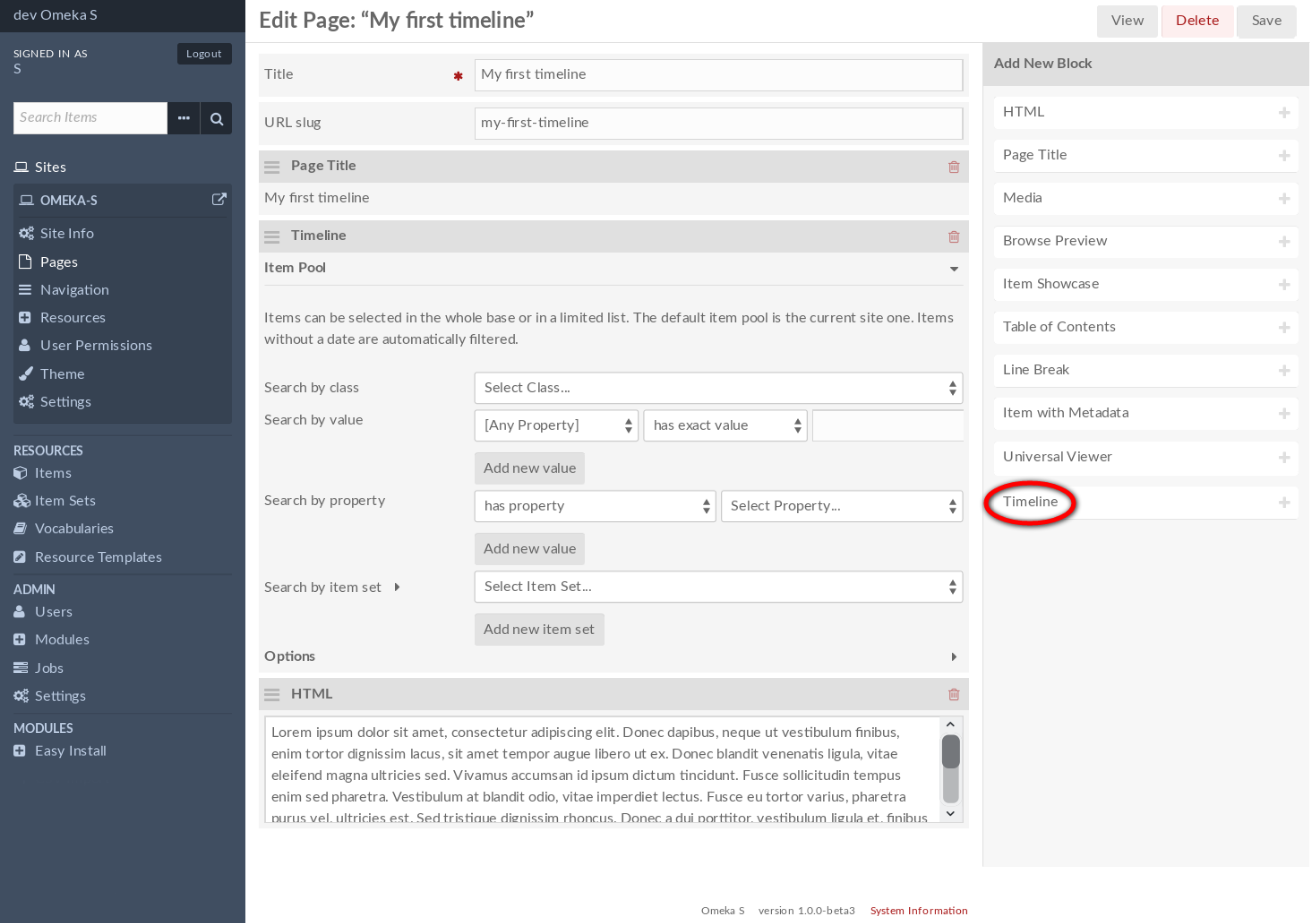 dev Omeka S
SIGNED IN AS
S
Logout
Search Items
Sites
OMEKA-S
Site Info
Pages
Navigation
Resources
User Permissions
Theme
Settings
RESOURCES
Items
Item Sets
Vocabularies
Resource Templates
ADMIN
Users
Modules
Jobs
Settings
MODULES
Easy Install
Edit Page: “My first timeline”
View
Delete
Save
Title
My first timeline
URL slug
my-first-timeline
Page Title
My first timeline
Timeline
Item Pool
Items can be selected in the whole base or in a limited list. The default item pool is the current site one. Items
without a date are automatically filtered.
Search by class
Select Class...
Search by value
[Any Property]
has exact value
Add new value
Search by property
has property
Select Property...
Add new value
Search by item set
Select Item Set...
Add new item set
Options
HTML
Lorem ipsum dolor sit amet, consectetur adipiscing elit. Donec dapibus, neque ut vestibulum finibus,
enim tortor dignissim lacus, sit amet tempor augue libero ut ex. Donec blandit venenatis ligula, vitae
eleifend magna ultricies sed. Vivamus accumsan id ipsum dictum tincidunt. Fusce sollicitudin tempus
enim sed pharetra. Vestibulum at blandit odio, vitae imperdiet lectus. Fusce eu tortor varius, pharetra
purus vel, ultricies est. Sed tristique dignissim rhoncus. Donec a dui porttitor, vestibulum ligula et, finibus
Add New Block
HTML
Page Title
Media
Browse Preview
Item Showcase
Table of Contents
Line Break
Item with Metadata
Universal Viewer
Timeline
Omeka S version 1.0.0-beta3 System Information